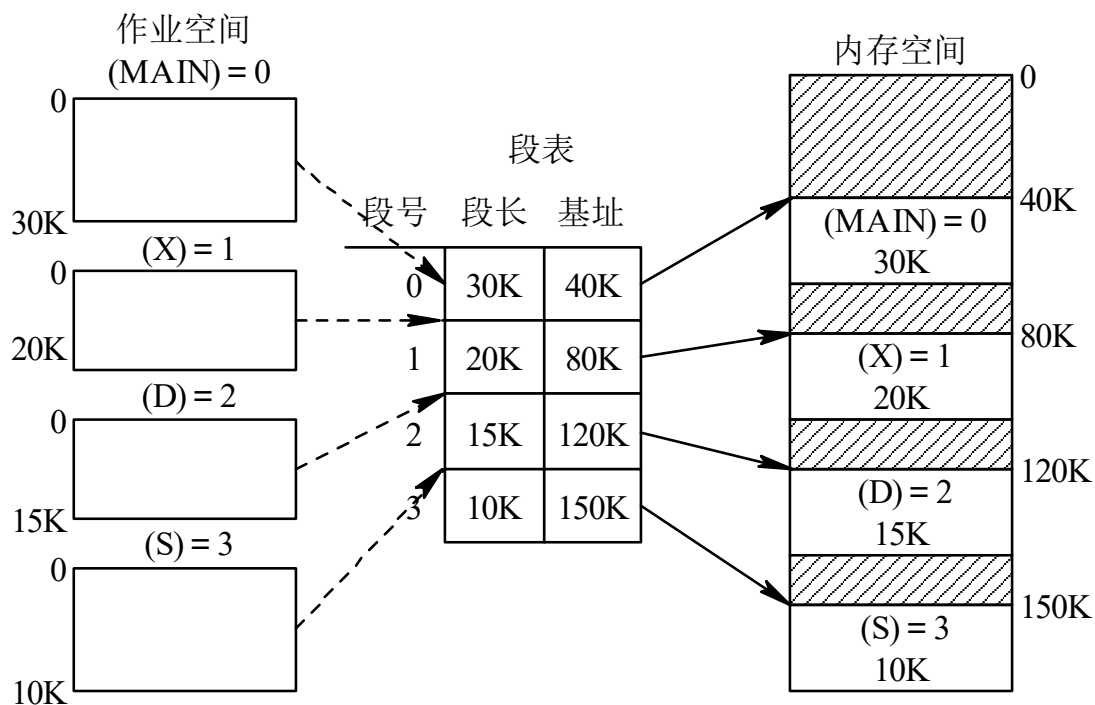 作业空间
(MAIN) = 0
0
30K
(X) = 1
0
20K
(D) = 2
0
15K
(S) = 3
0
10K
段表
段号 段长 基址
0 30K 40K
1 20K 80K
2 15K 120K
3 10K 150K
内存空间
0
40K
(MAIN) = 0
30K
80K
(X) = 1
20K
120K
(D) = 2
15K
150K
(S) = 3
10K